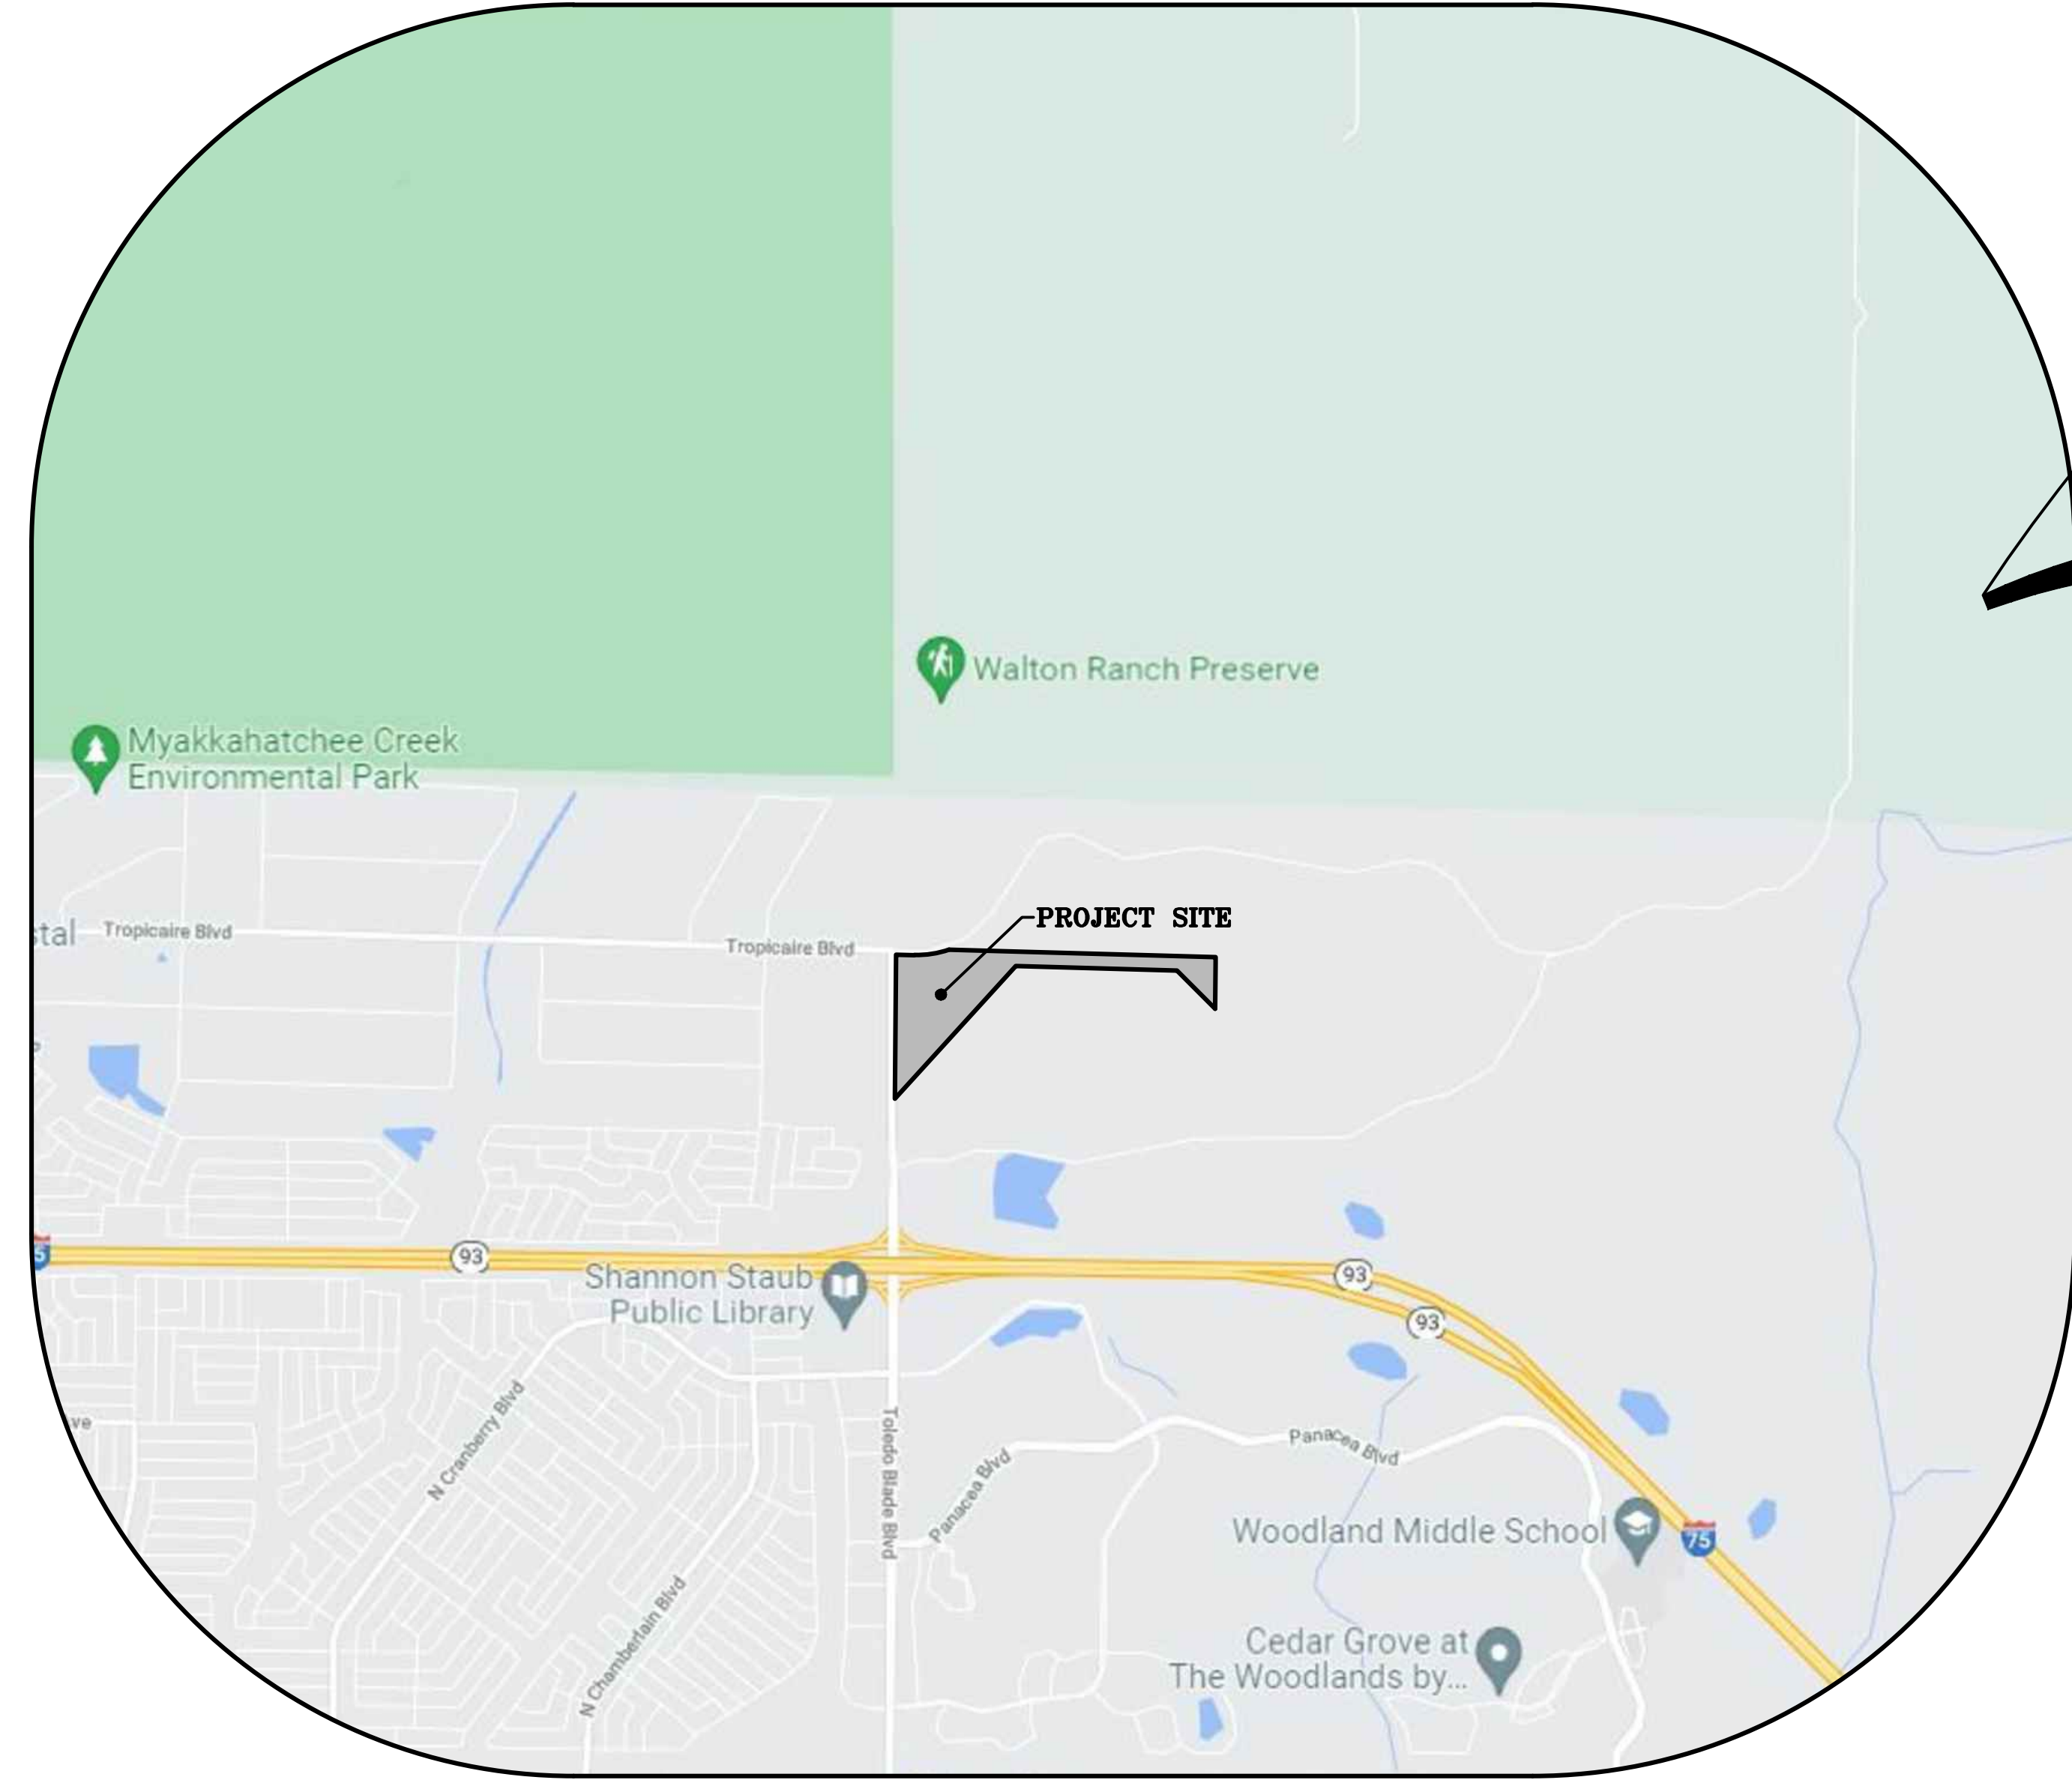 Walton Ranch Preserve
Myakkahatchee Creek
Environmental Park
PROJECT SITE
stal
Tropicaire Blvd
Tropicaire Blvd
5
93
93
93
Shannon Staub
Public Library
ve
N Cranberry Blvd
Toledo Blade Blvd
Panacea Blvd
Panacea Blvd
Woodland Middle School
75
N Chamberlain Blvd
Cedar Grove at
The Woodlands by...